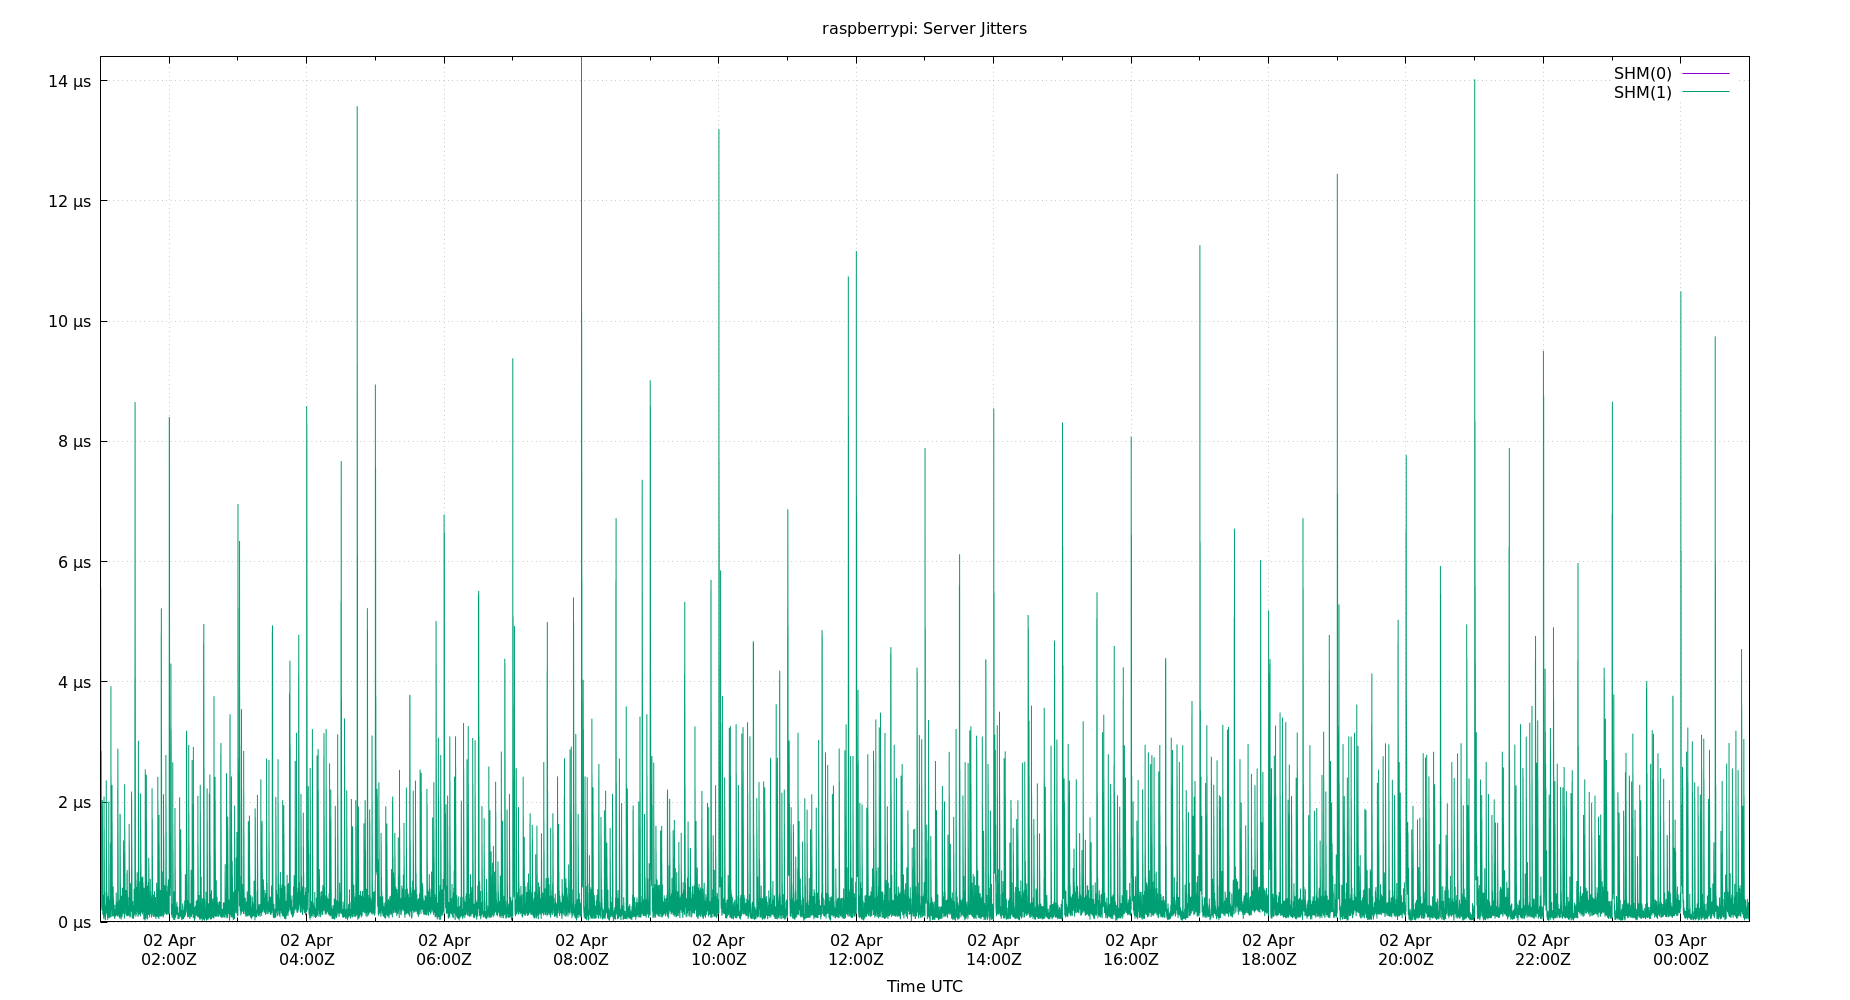 raspberrypi: Server Jitters
SHM(0)
SHM(1)
14 µs
12 µs
10 µs
8 µs
6 µs
4 µs
2 µs
0 µs
02 Apr 02 Apr 02 Apr 02 Apr 02 Apr 02 Apr 02 Apr 02 Apr 02 Apr 02 Apr 02 Apr 03 Apr
02:00Z 04:00Z 06:00Z 08:00Z 10:00Z 12:00Z 14:00Z 16:00Z 18:00Z 20:00Z 22:00Z 00:00Z
Time UTC